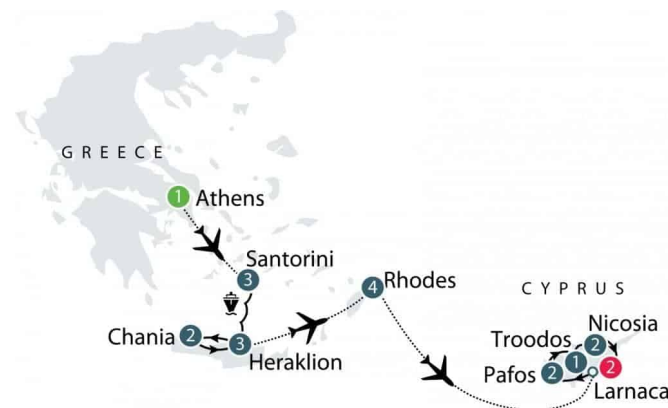 GREECE
1 Athens
Santorini
3
Rhodes
4
CYPRUS
Nicosia
2
Troodos
1
Chania 2
3
Heraklion
Pafos 2
2
Larnaca